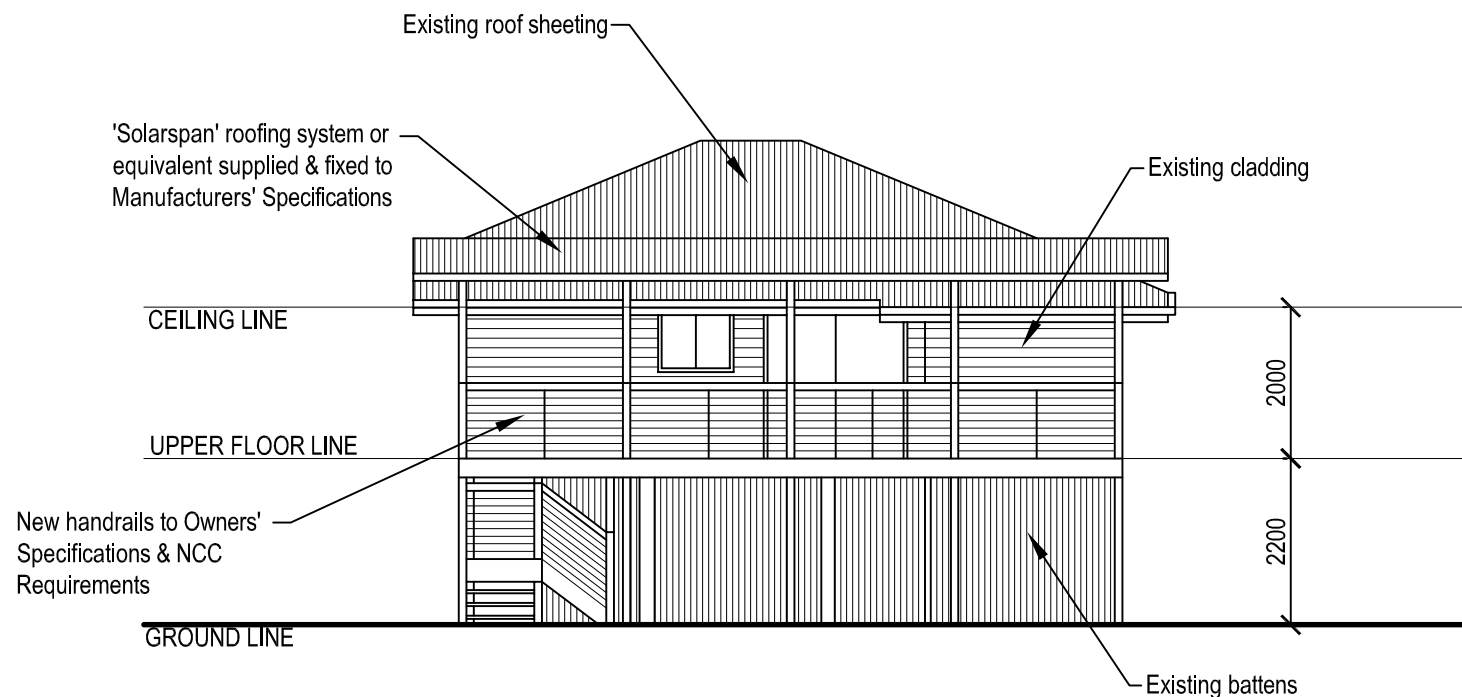 Existing roof sheeting
'Solarspan' roofing system or
equivalent supplied & fixed to
Manufacturers' Specifications
Existing cladding
CEILING LINE
2000
UPPER FLOOR LINE
New handrails to Owners'
Specifications & NCC
Requirements
2200
GROUND LINE
Existing battens